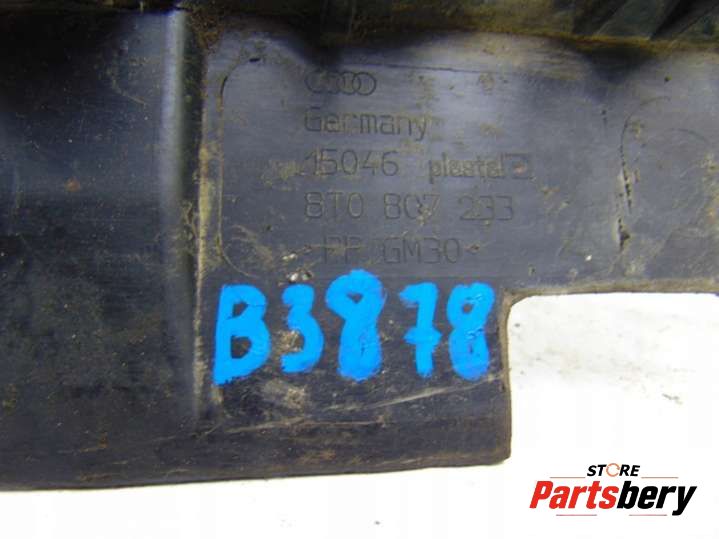 Germany
15046 plastal
8T0 807 233
>PP GM30<
B3878
STORE
Partsbery